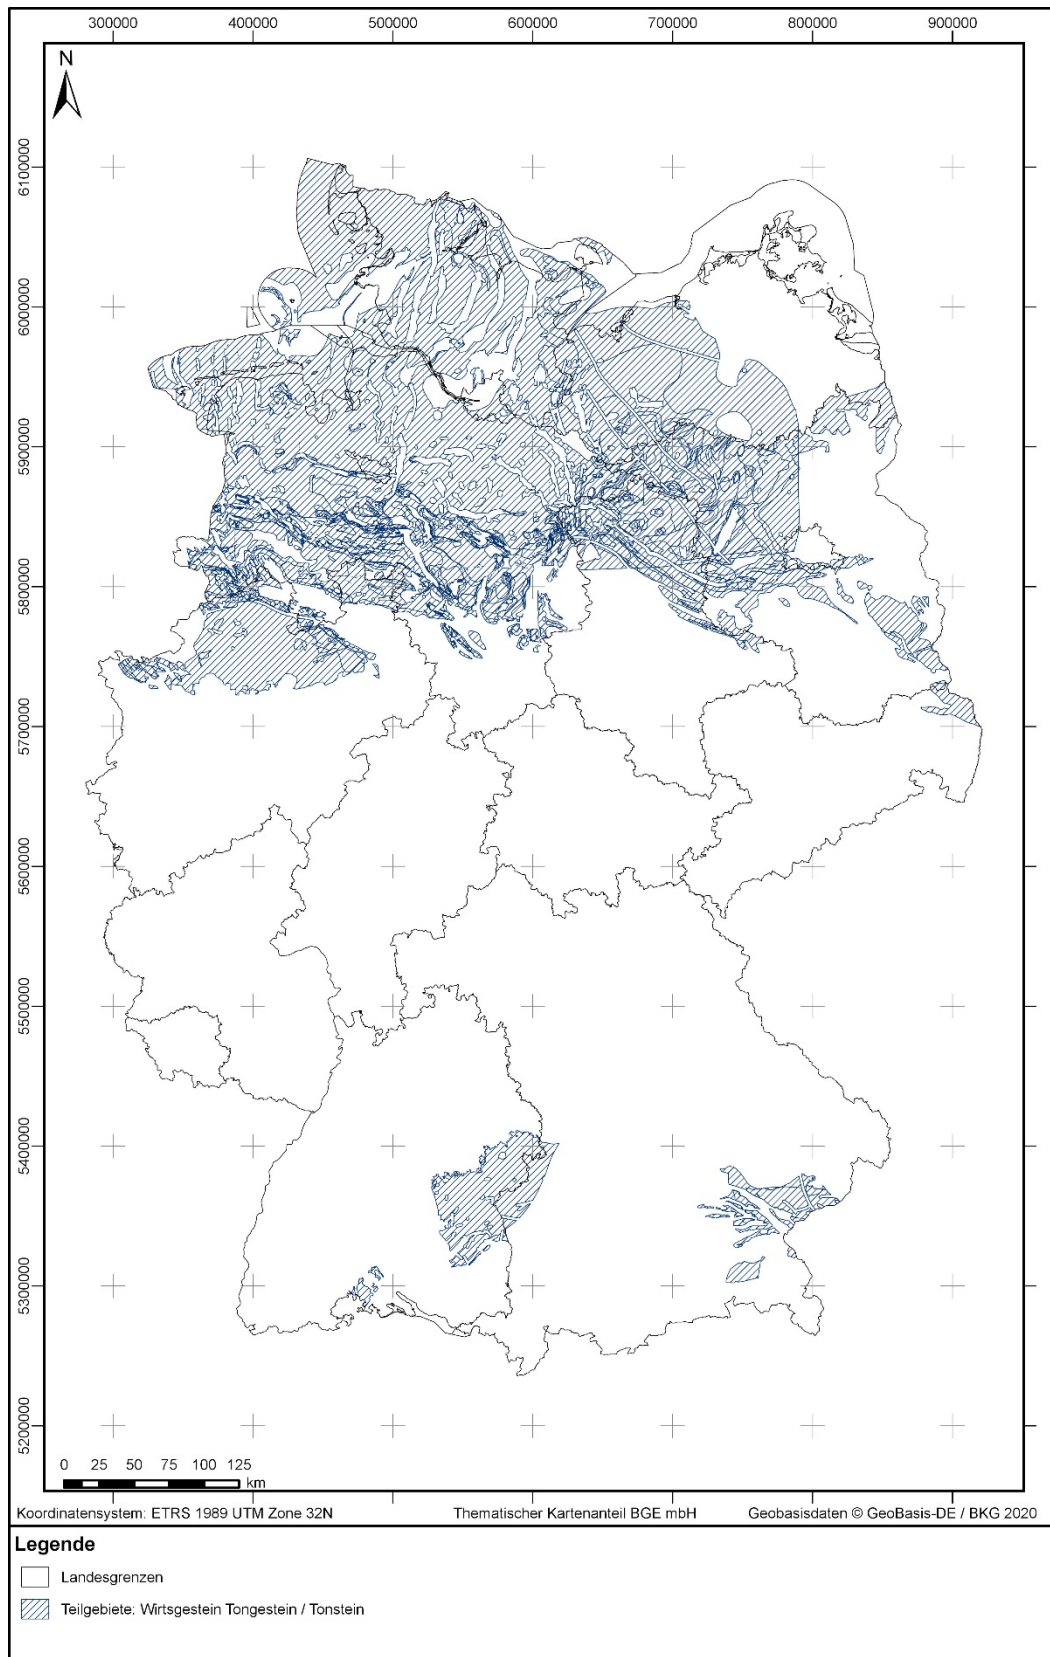 300000 400000 500000 600000 700000 800000 900000
N
6100000
6000000
5900000
5800000
5700000
5600000
5500000
5400000
5300000
5200000
0 25 50 75 100 125
km
Koordinatensystem: ETRS 1989 UTM Zone 32N Thematischer Kartenanteil BGE mbH Geobasisdaten © GeoBasis-DE / BKG 2020
Legende
Landesgrenzen
Teilgebiete: Wirtsgestein Tongestein / Tonstein